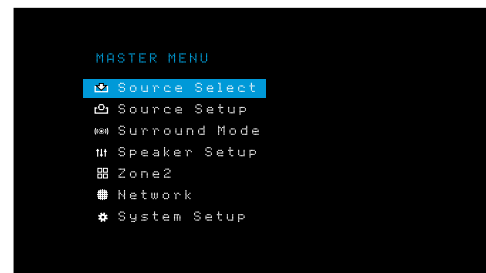 MASTER MENU
Source Select
Source Setup
Surround Mode
Speaker Setup
Zone2
Network
System Setup